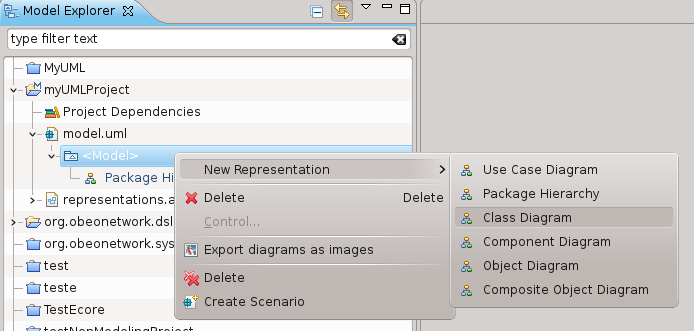 Model Explorer
type filter text
MyUML
myUMLProject
Project Dependencies
model.uml
<Model>
Package Hi
representations.a
org.obeonetwork.dsl
org.obeonetwork.sys
test
teste
TestEcore
testNonModelingProject
New Representation
Delete Delete
Control...
Export diagrams as images
Delete
Create Scenario
Use Case Diagram
Package Hierarchy
Class Diagram
Component Diagram
Object Diagram
Composite Object Diagram